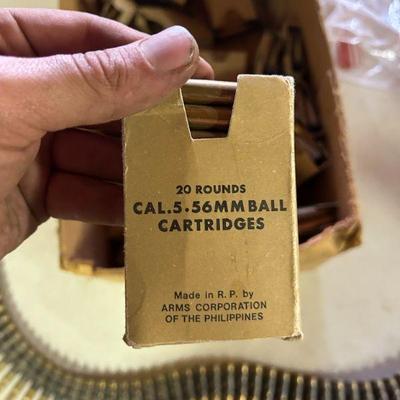 20 ROUNDS
CAL.5.56MM BALL
CARTRIDGES
Made in R.P. by
ARMS CORPORATION
OF THE PHILIPPINES